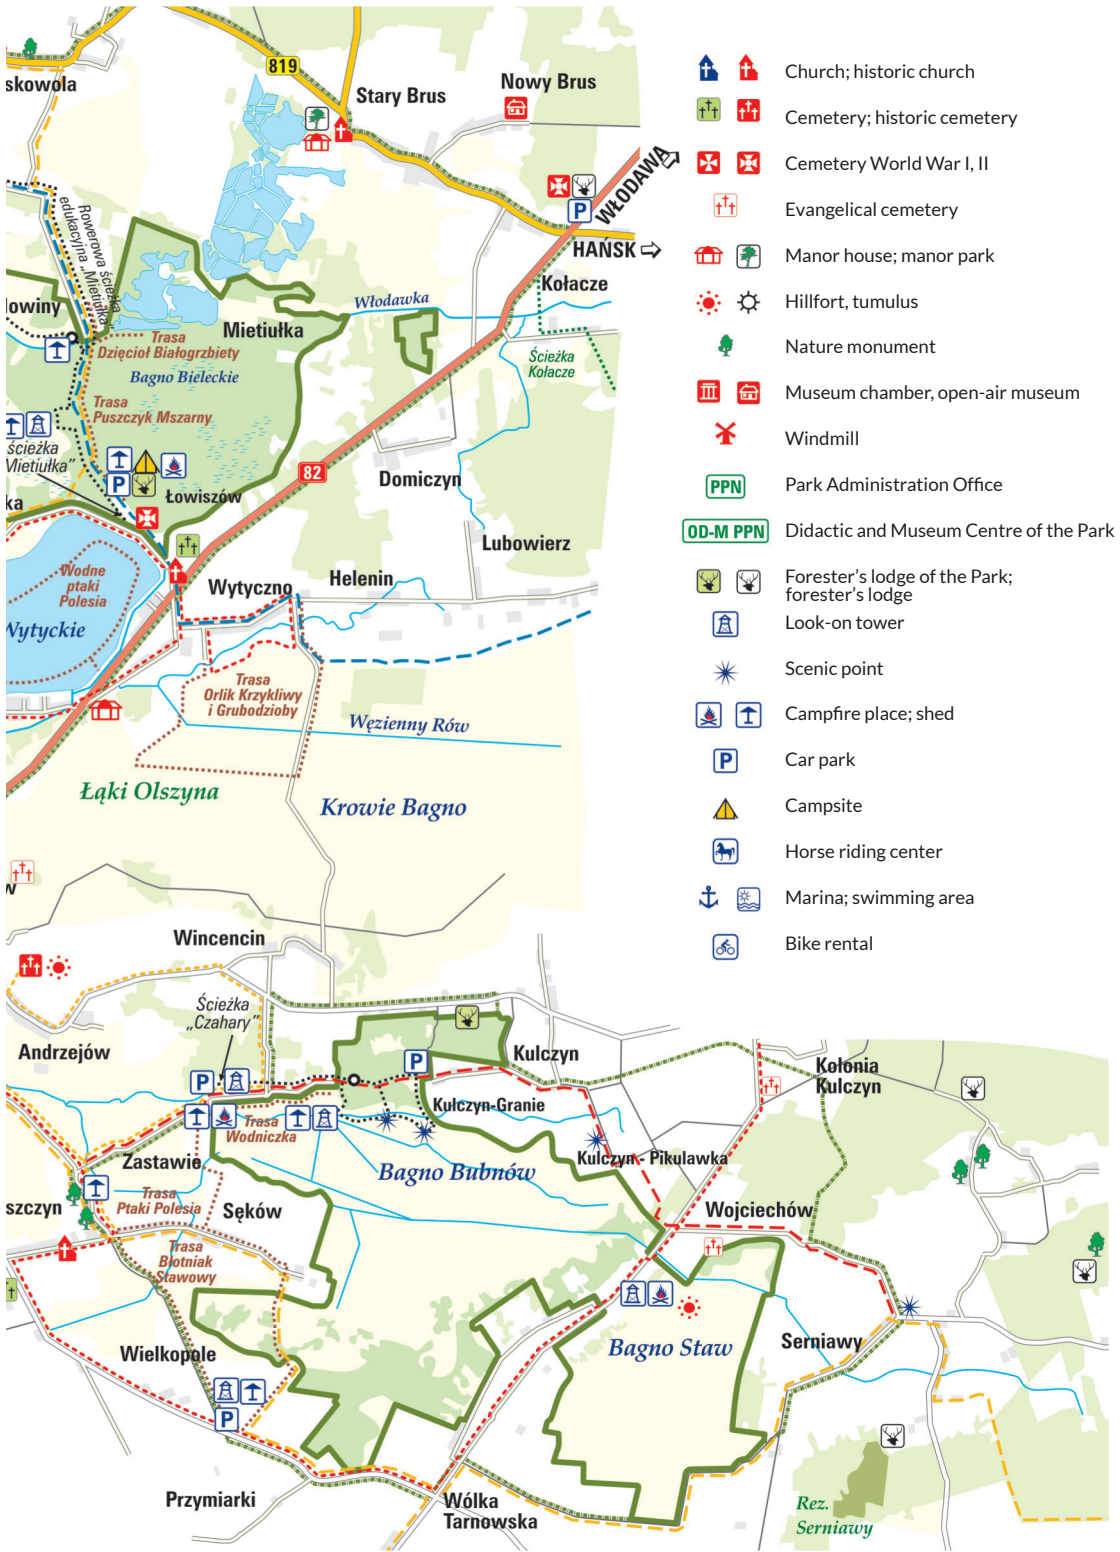 skowola
819
Stary Brus
Nowy Brus
WŁODAWA
HAŃSK
Rowerowa ścieżka
edukacyjna „Mietiułka”
Kołacze
Włodawka
łowiny
Mietiułka
Trasa
Dzięcioł Białogrzbiety
Bagno Bieleckie
Ścieżka
Kołacze
Trasa
Puszczyk Mszarny
ścieżka
Mietiułka”
82
Domiczyn
P
Łowiszów
ka
Lubowierz
Wodne
ptaki
Polesia
Wytyczno
Helenin
Wytyckie
Trasa
Orlik Krzykliwy
i Grubodzioby
Węzienny Rów
Łąki Olszyna
Krowie Bagno
w
Wincencin
Ścieżka
„Czahary”
Andrzejów
P
P
Kulczyn
Kolonia
Kulczyn
Kulczyn-Granie
Trasa
Wodniczka
Zastawie
Bagno Bubnów
Kulczyn - Pikulawka
Trasa
Ptaki Polesia
szczyn
Sęków
Wojciechów
Trasa
Błotniak
Stawowy
Wielkopole
Bagno Staw
Serniawy
P
Przymiarki
Wólka
Tarnowska
Rez.
Serniawy
P
Church; historic church
Cemetery; historic cemetery
Cemetery World War I, II
Evangelical cemetery
Manor house; manor park
Hillfort, tumulus
Nature monument
Museum chamber, open-air museum
Windmill
PPN Park Administration Office
OD-M PPN Didactic and Museum Centre of the Park
Forester’s lodge of the Park;
forester’s lodge
Look-on tower
Scenic point
Campfire place; shed
P Car park
Campsite
Horse riding center
Marina; swimming area
Bike rental